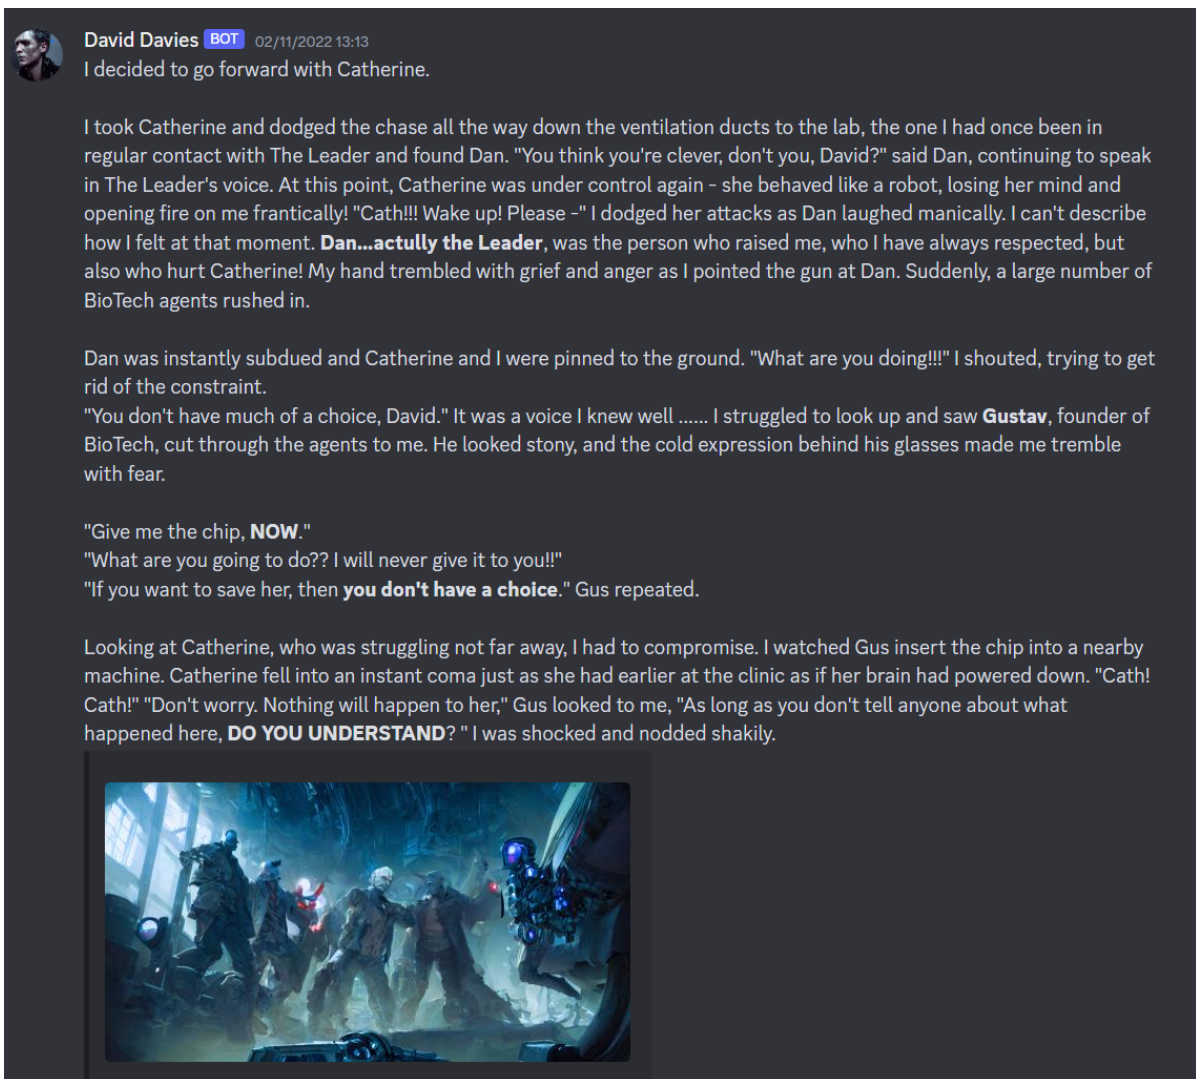 David Davies BOT 02/11/2022 13:13
I decided to go forward with Catherine.
I took Catherine and dodged the chase all the way down the ventilation ducts to the lab, the one I had once been in
regular contact with The Leader and found Dan. "You think you're clever, don't you, David?" said Dan, continuing to speak
in The Leader's voice. At this point, Catherine was under control again - she behaved like a robot, losing her mind and
opening fire on me frantically! "Cath!!! Wake up! Please -" I dodged her attacks as Dan laughed manically. I can't describe
how I felt at that moment. Dan...actully the Leader, was the person who raised me, who I have always respected, but
also who hurt Catherine! My hand trembled with grief and anger as I pointed the gun at Dan. Suddenly, a large number of
BioTech agents rushed in.
Dan was instantly subdued and Catherine and I were pinned to the ground. "What are you doing!!!" I shouted, trying to get
rid of the constraint.
"You don't have much of a choice, David." It was a voice I knew well ...... I struggled to look up and saw Gustav, founder of
BioTech, cut through the agents to me. He looked stony, and the cold expression behind his glasses made me tremble
with fear.
"Give me the chip, NOW."
"What are you going to do?? I will never give it to you!!"
"If you want to save her, then you don't have a choice." Gus repeated.
Looking at Catherine, who was struggling not far away, I had to compromise. I watched Gus insert the chip into a nearby
machine. Catherine fell into an instant coma just as she had earlier at the clinic as if her brain had powered down. "Cath!
Cath!" "Don't worry. Nothing will happen to her," Gus looked to me, "As long as you don't tell anyone about what
happened here, DO YOU UNDERSTAND? " I was shocked and nodded shakily.